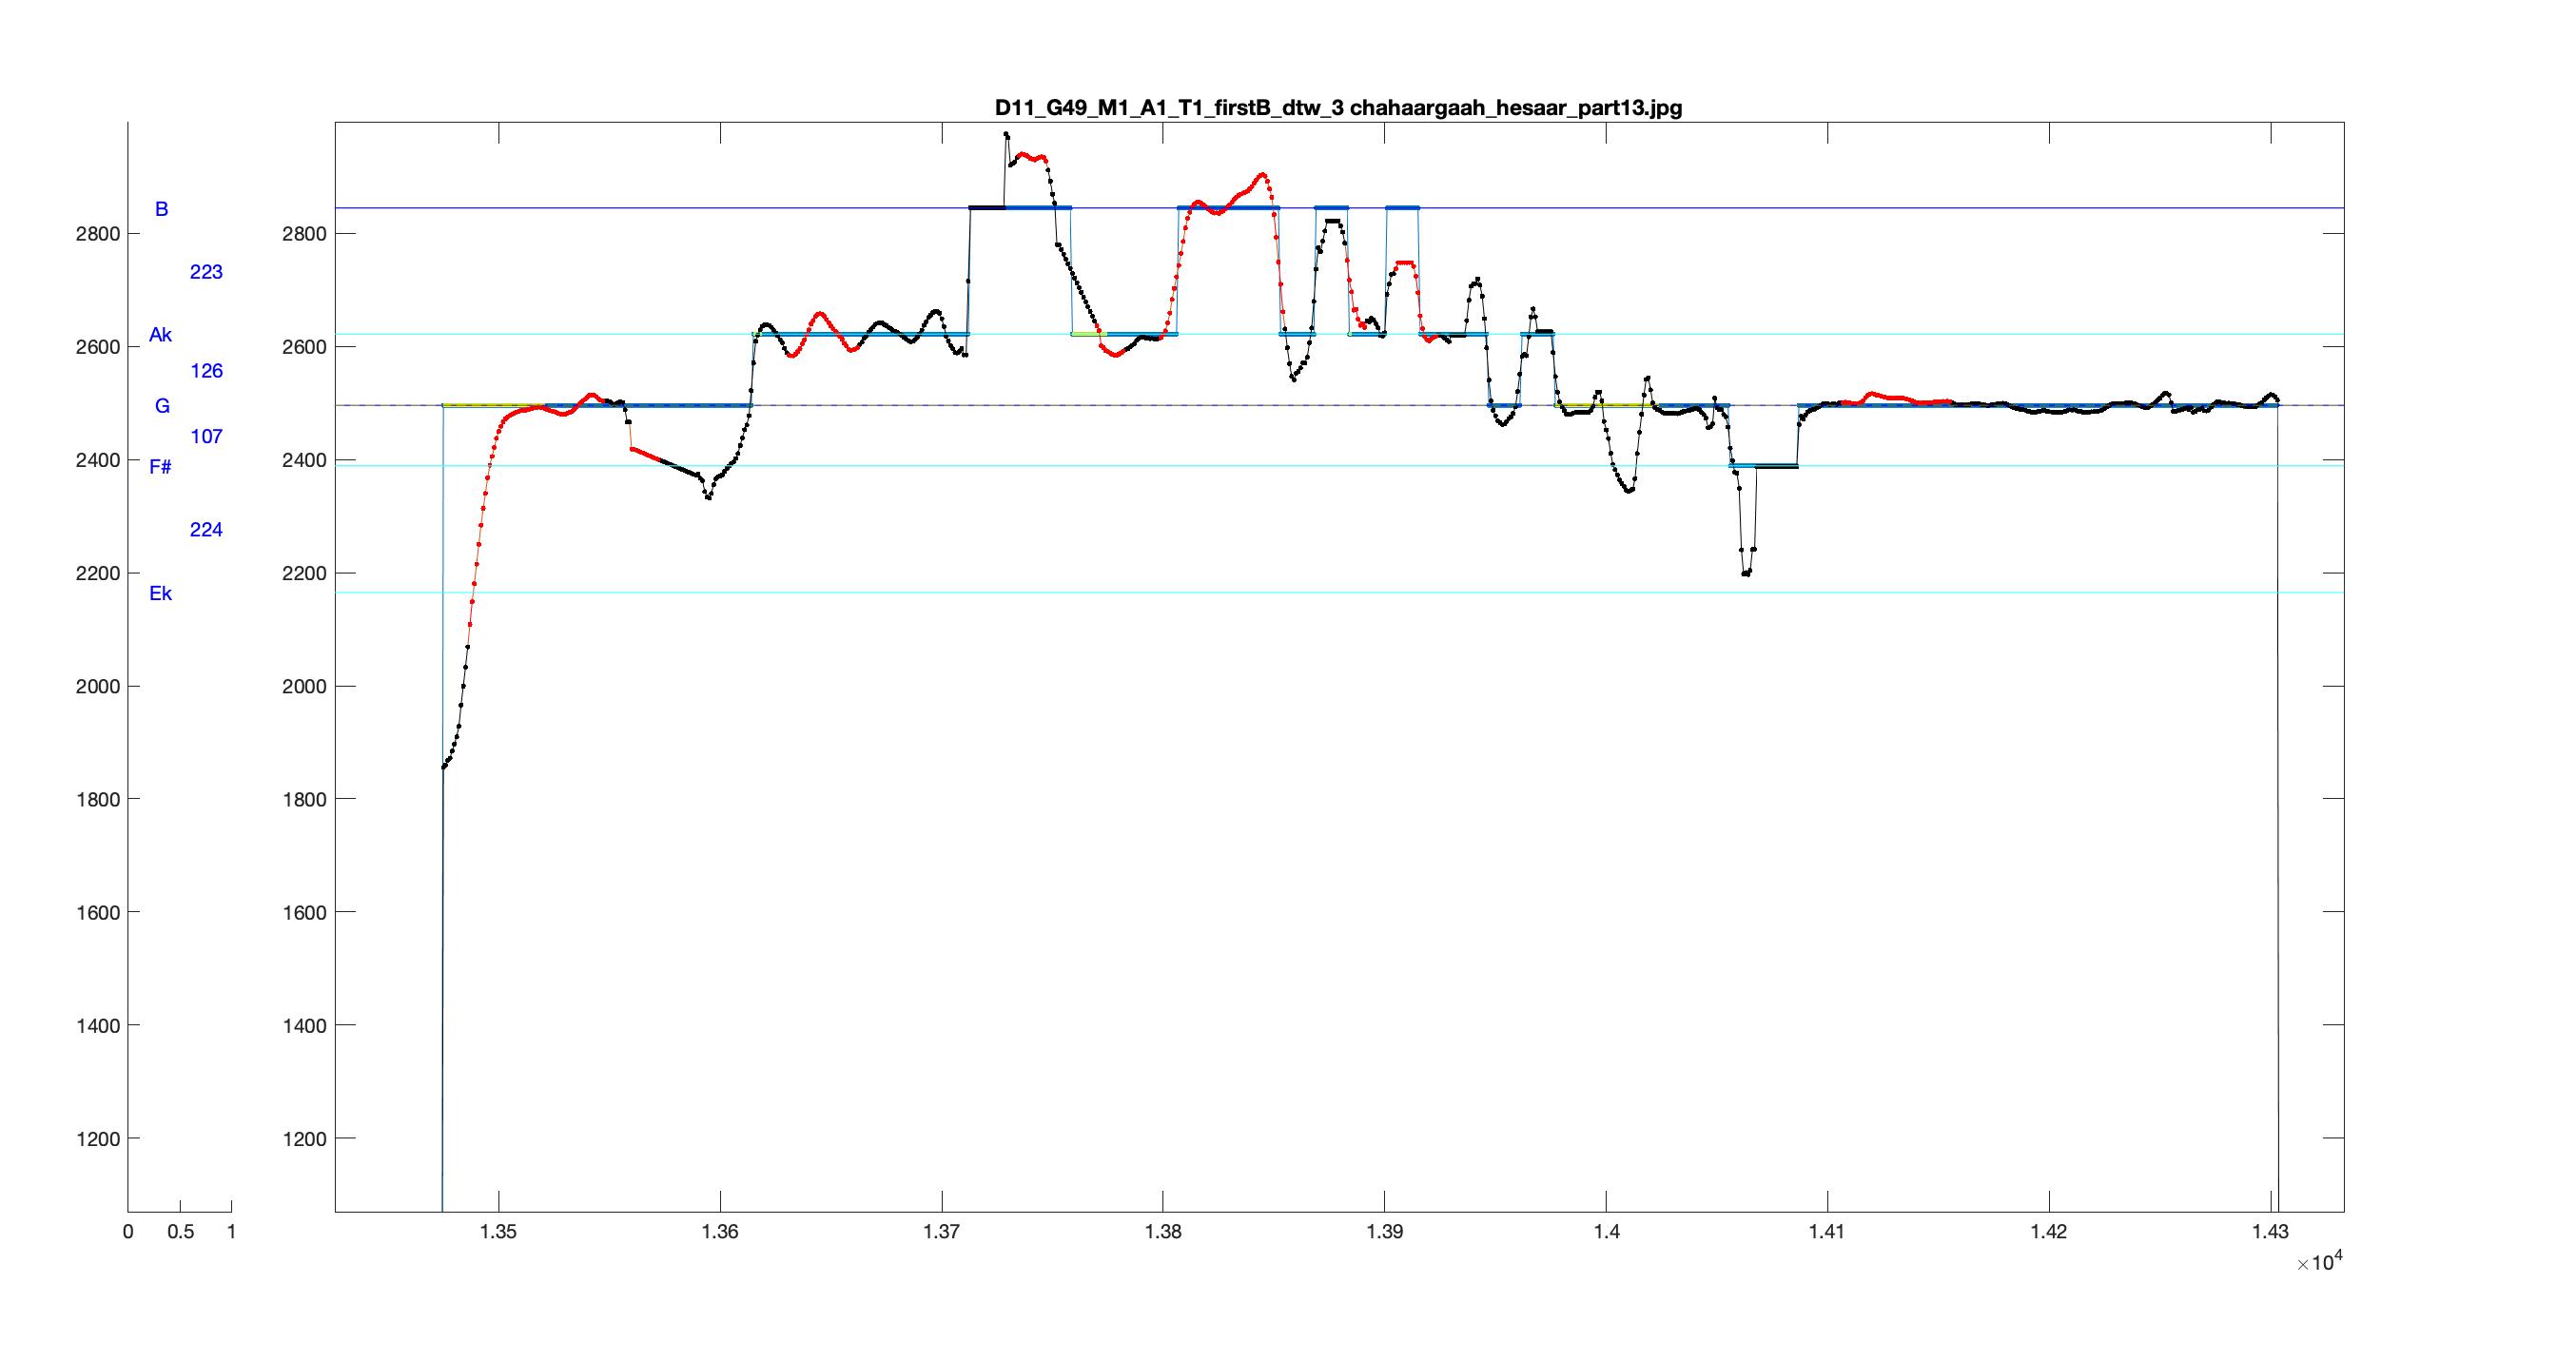 D11_G49_M1_A1_T1_firstB_dtw_3 chahaargaah_hesaar_part13.jpg
B
2800 2800
223
Ak
2600 2600
126
G
107
2400 F# 2400
224
2200 2200
Ek
2000 2000
1800 1800
1600 1600
1400 1400
1200 1200
0 0.5 1 1.35 1.36 1.37 1.38 1.39 1.4 1.41 1.42 1.43
×10⁴